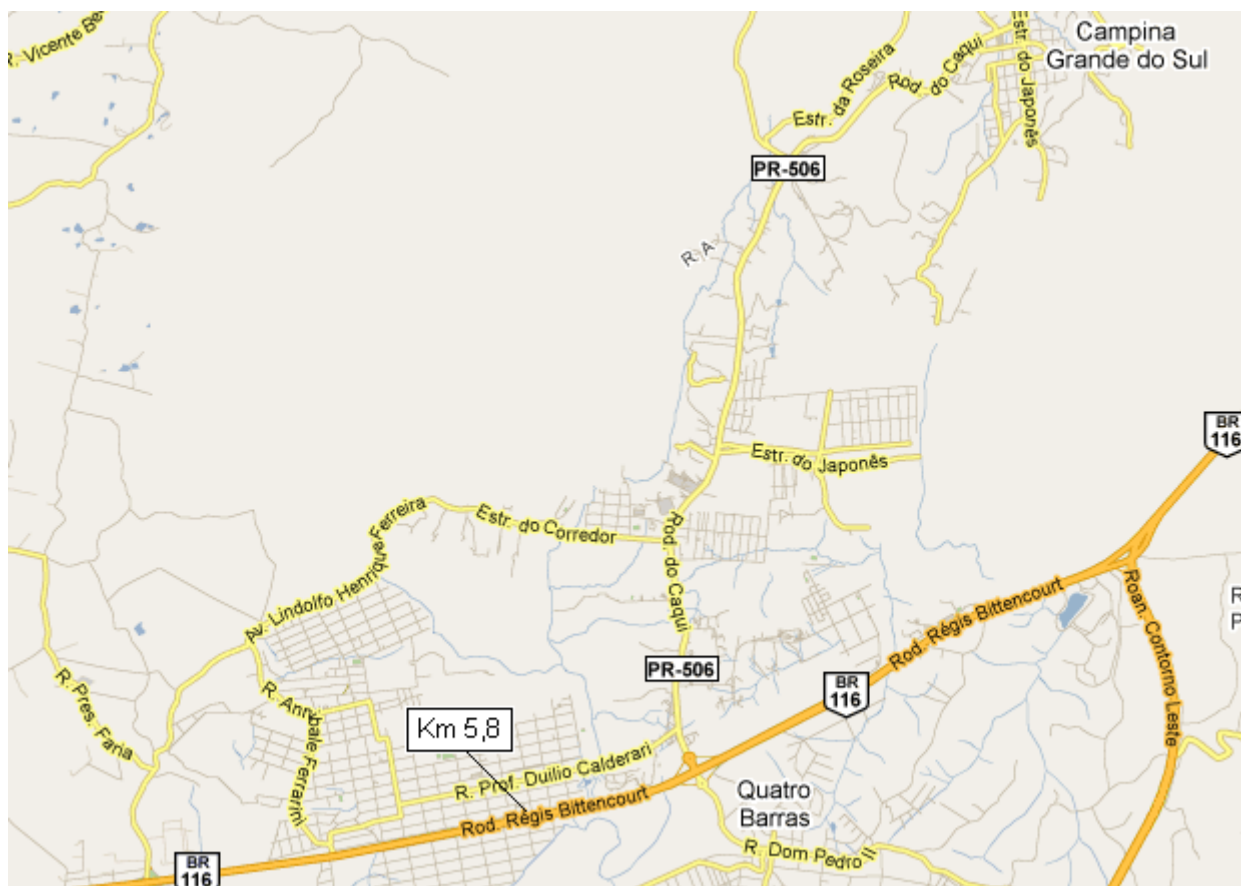 R. Vicente
Estr. do Japonês
Campina
Grande do Sul
Rod. do Caqui
Estr. da Roseira
PR-506
R. A
BR
116
Estr. do Japonês
Estr. do Corredor
Av. Lindolfo Henrique Ferreira
Rod. do Caqui
Rod. Régis Bittencourt
Roan. Contorno Leste
PR-506
BR
116
R. Pres. Faria
R. Annibale Ferrarini
Km 5,8
R. Prof. Duilio Calderari
Rod. Régis Bittencourt
Quatro
Barras
R. Dom Pedro II
BR
116